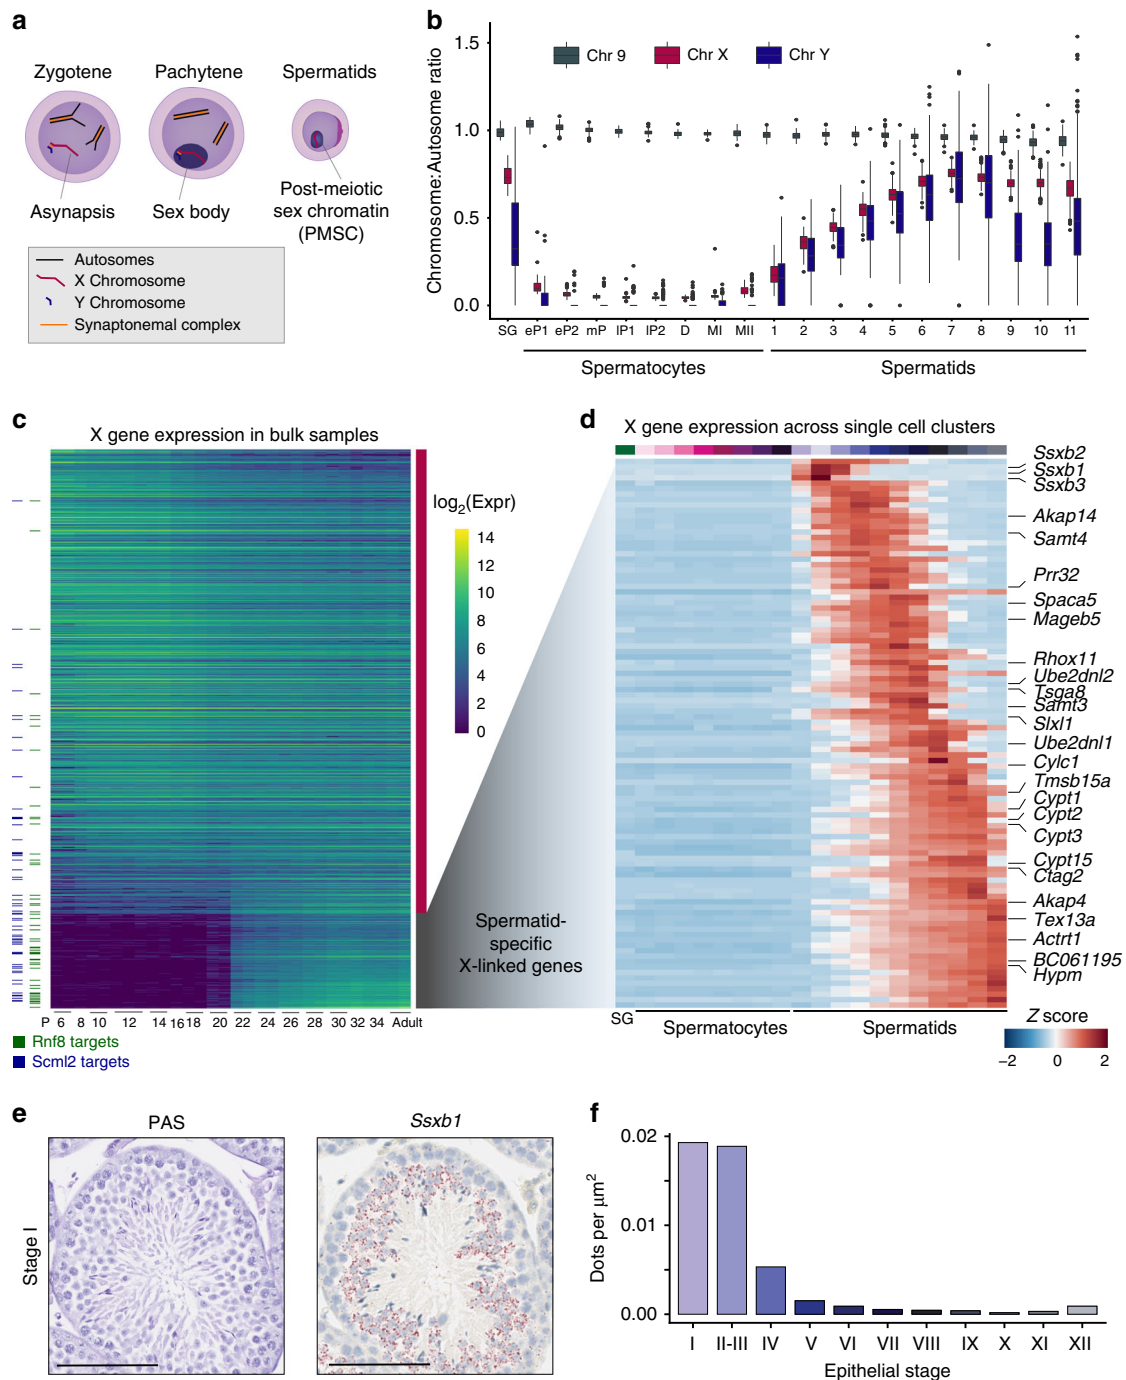 a
Zygotene
Pachytene
Spermatids
Asynapsis
Sex body
Post-meiotic
sex chromatin
(PMSC)
Autosomes
X Chromosome
Y Chromosome
Synaptonemal complex
b
Chromosome:Autosome ratio
1.5
1.0
0.5
0.0
Chr 9
Chr X
Chr Y
SG eP1 eP2 mP lP1 lP2 D MI MII 1 2 3 4 5 6 7 8 9 10 11
Spermatocytes
Spermatids
c
X gene expression in bulk samples
log2(Expr)
14
12
10
8
6
4
2
0
Spermatid-
specific
X-linked genes
P 6 8 10 12 14 16 18 20 22 24 26 28 30 32 34 Adult
Rnf8 targets
Scml2 targets
d
X gene expression across single cell clusters
Ssxb2
Ssxb1
Ssxb3
Akap14
Samt4
Prr32
Spaca5
Mageb5
Rhox11
Ube2dnl2
Tsga8
Samt3
Slxl1
Ube2dnl1
Cylc1
Tmsb15a
Cypt1
Cypt2
Cypt3
Cypt15
Ctag2
Akap4
Tex13a
Actrt1
BC061195
Hypm
SG
Spermatocytes
Spermatids
Z score
−2 0 2
e
PAS
Ssxb1
Stage I
f
Dots per μm2
0.02
0.01
0.00
I II-III IV V VI VII VIII IX X XI XII
Epithelial stage